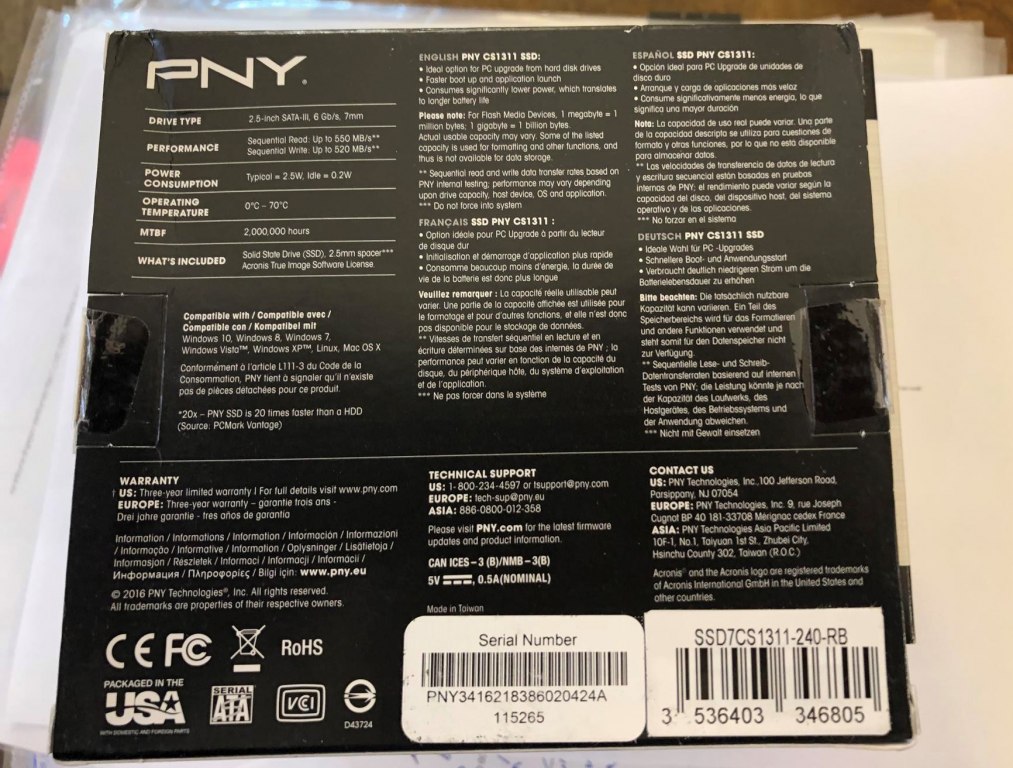 PNY.
DRIVE TYPE 2.5-inch SATA-III, 6 Gb/s, 7mm
PERFORMANCE Sequential Read: Up to 550 MB/s**
Sequential Write: Up to 520 MB/s**
POWER CONSUMPTION Typical = 2.5W, Idle = 0.2W
OPERATING TEMPERATURE 0°C – 70°C
MTBF 2,000,000 hours
WHAT'S INCLUDED Solid State Drive (SSD), 2.5mm spacer***
Acronis True Image Software License.
Compatible with / Compatible avec /
Compatible con / Kompatibel mit
Windows 10, Windows 8, Windows 7,
Windows Vista™, Windows XP™, Linux, Mac OS X
Conformément à l'article L111-3 du Code de la
Consommation, PNY tient à signaler qu'il n'existe
pas de pièces détachées pour ce produit.
*20x – PNY SSD is 20 times faster than a HDD
(Source: PCMark Vantage)
ENGLISH PNY CS1311 SSD:
• Ideal option for PC upgrade from hard disk drives
• Faster boot up and application launch
• Consumes significantly lower power, which translates
to longer battery life
Please note: For Flash Media Devices, 1 megabyte = 1
million bytes; 1 gigabyte = 1 billion bytes.
Actual usable capacity may vary. Some of the listed
capacity is used for formatting and other functions, and
thus is not available for data storage.
** Sequential read and write data transfer rates based on
PNY internal testing; performance may vary depending
upon drive capacity, host device, OS and application.
*** Do not force into system
FRANÇAIS SSD PNY CS1311 :
• Option idéale pour PC Upgrade à partir du lecteur
de disque dur
• Initialisation et démarrage d'application plus rapide
• Consomme beaucoup moins d'énergie, la durée de
vie de la batterie est donc plus longue
Veuillez remarquer : La capacité réelle utilisable peut
varier. Une partie de la capacité affichée est utilisée pour
le formatage et pour d'autres fonctions, et elle n'est donc
pas disponible pour le stockage de données.
** Vitesses de transfert séquentiel en lecture et en
écriture déterminées sur base des internes de PNY ; la
performance peut varier en fonction de la capacité du
disque, du périphérique hôte, du système d'exploitation
et de l'application.
*** Ne pas forcer dans le système
ESPAÑOL SSD PNY CS1311:
• Opción ideal para PC Upgrade de unidades de
disco duro
• Arranque y carga de aplicaciones más veloz
• Consume significativamente menos energía, lo que
significa una mayor duración
Nota: La capacidad de uso real puede variar. Una parte
de la capacidad descripta se utiliza para cuestiones de
formato y otras funciones, por lo que no está disponible
para almacenar datos.
** Las velocidades de transferencia de datos de lectura
y escritura secuencial están basadas en pruebas
internas de PNY; el rendimiento puede variar según la
capacidad del disco, del dispositivo host, del sistema
operativo y de las aplicaciones.
*** No forzar en el sistema
DEUTSCH PNY CS1311 SSD
• Ideale Wahl für PC -Upgrades
• Schnellere Boot- und Anwendungsstart
• Verbraucht deutlich niedrigeren Strom um die
Batterielebensdauer zu erhöhen
Bitte beachten: Die tatsächlich nutzbare
Kapazität kann variieren. Ein Teil des
Speicherbereichs wird für das Formatieren
und andere Funktionen verwendet und
steht somit für den Datenspeicher nicht
zur Verfügung.
** Sequentielle Lese- und Schreib-
Datentransferraten basierend auf internen
Tests von PNY; die Leistung könnte je nach
der Kapazität des Laufwerks, des
Hostgerätes, des Betriebssystems und
der Anwendung abweichen.
*** Nicht mit Gewalt einsetzen
WARRANTY
† US: Three-year limited warranty I For full details visit www.pny.com
EUROPE: Three-year warranty – garantie trois ans -
Drei jahre garantie - tres años de garantia
Information / Informations / Information / Información / Informazioni
/ Informação / Informative / Information / Oplysninger / Lisätietoja /
Informasjon / Részletek / Informaci / Informacji / Informácii /
Информация / Πληροφορίες / Bilgi için: www.pny.eu
© 2016 PNY Technologies®, Inc. All rights reserved.
All trademarks are properties of their respective owners.
TECHNICAL SUPPORT
US: 1-800-234-4597 or tsupport@pny.com
EUROPE: tech-sup@pny.eu
ASIA: 886-0800-012-358
Please visit PNY.com for the latest firmware
updates and product information.
CAN ICES–3 (B)/NMB–3(B)
5V, 0.5A(NOMINAL)
Made in Taiwan
CONTACT US
US: PNY Technologies, Inc. 100 Jefferson Road,
Parsippany, NJ 07054
EUROPE: PNY Technologies, Inc. 9, rue Joseph
Cugnot BP 40 181-33708 Mérignac cedex France
ASIA: PNY Technologies Asia Pacific Limited
10F-1, No.1, Taiyuan 1st St., Zhubei City,
Hsinchu County 302, Taiwan (R.O.C.)
Acronis® and the Acronis logo are registered trademarks
of Acronis International GmbH in the United States and
other countries.
CE FC RoHS
PACKAGED IN THE
USA
WITH DOMESTIC AND FOREIGN PARTS
SERIAL
ATA
VCI
D43724
Serial Number
PNY3416218386020424A
115265
SSD7CS1311-240-RB
3 536403 346805